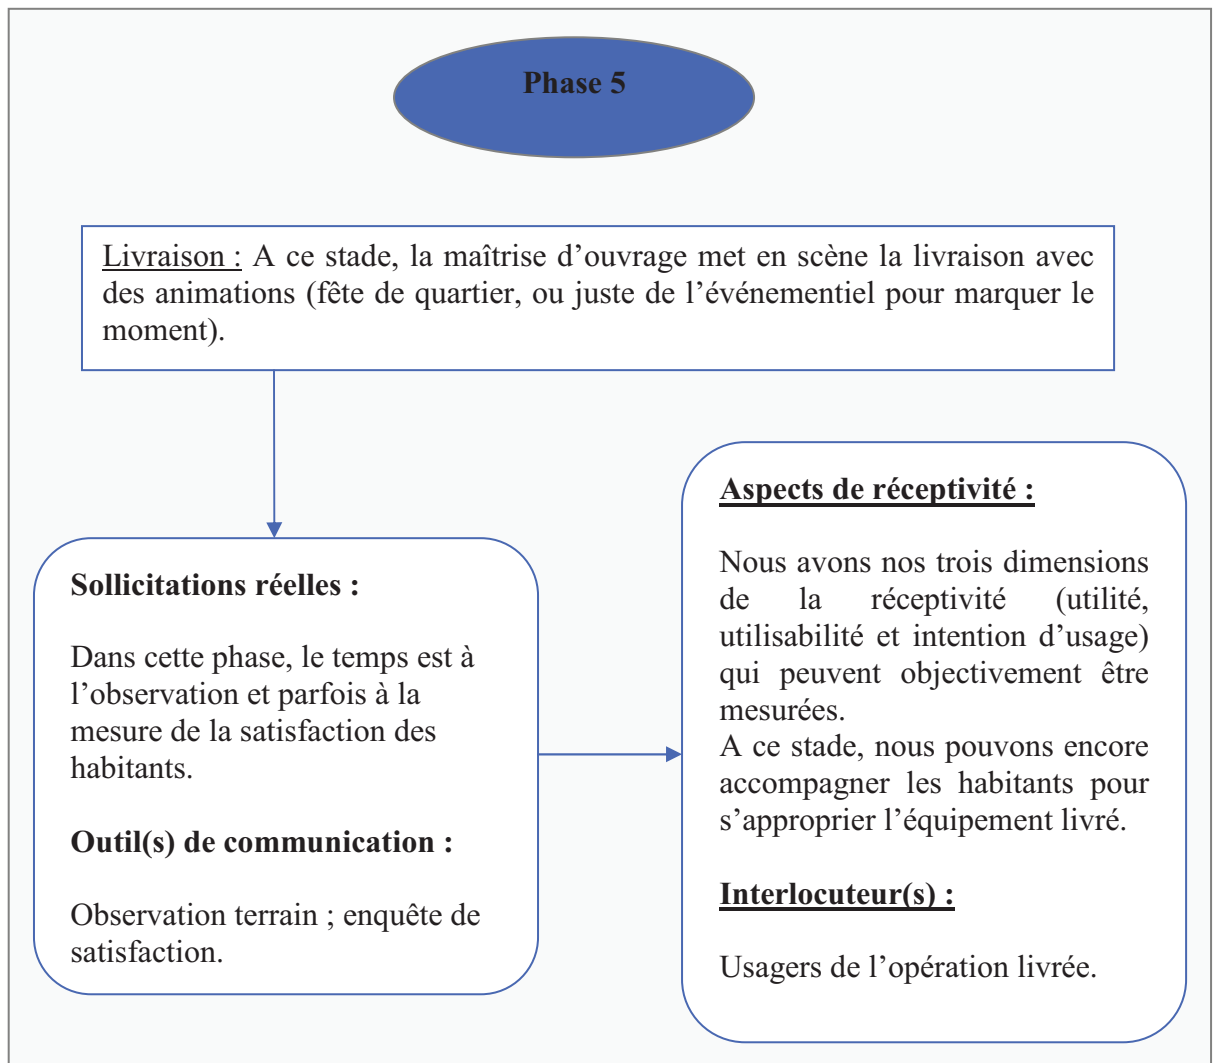 Phase 5
Livraison : A ce stade, la maîtrise d’ouvrage met en scène la livraison avec
des animations (fête de quartier, ou juste de l’événementiel pour marquer le
moment).
Sollicitations réelles :
Dans cette phase, le temps est à
l’observation et parfois à la
mesure de la satisfaction des
habitants.
Outil(s) de communication :
Observation terrain ; enquête de
satisfaction.
Aspects de réceptivité :
Nous avons nos trois dimensions
de la réceptivité (utilité,
utilisabilité et intention d’usage)
qui peuvent objectivement être
mesurées.
A ce stade, nous pouvons encore
accompagner les habitants pour
s’approprier l’équipement livré.
Interlocuteur(s) :
Usagers de l’opération livrée.